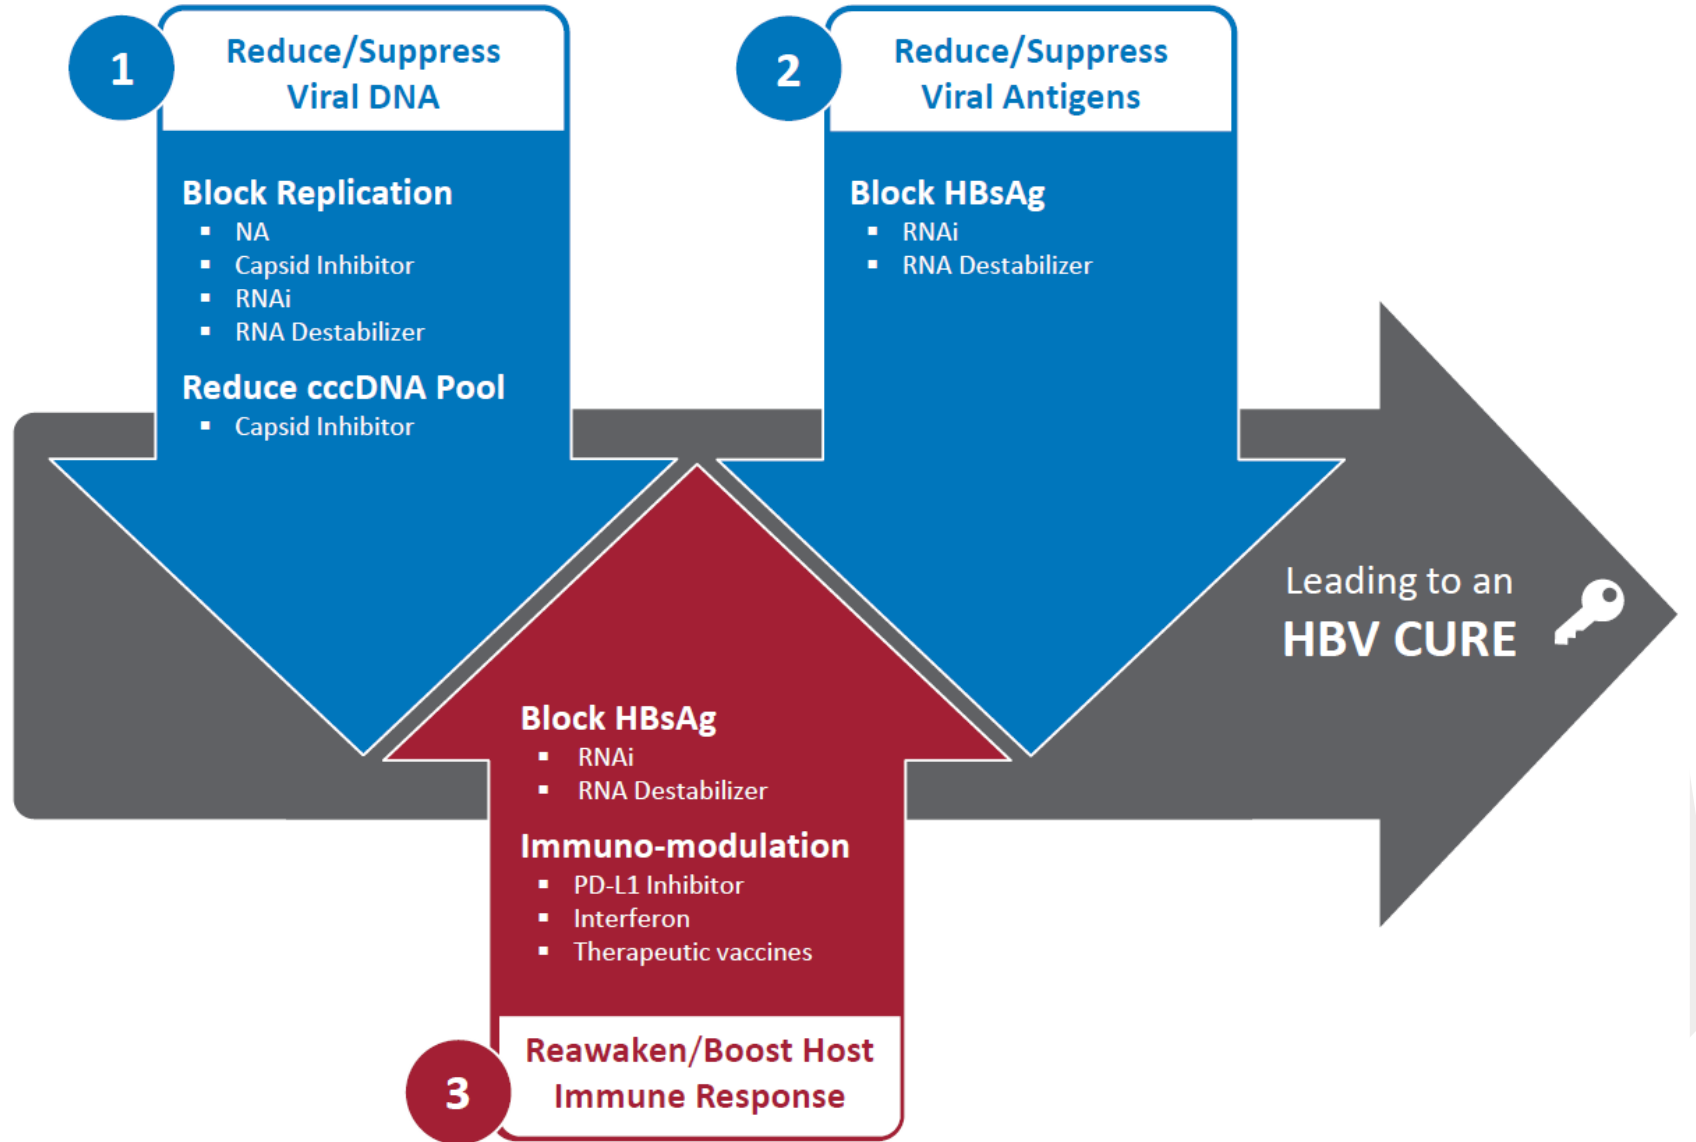 1
Reduce/Suppress
Viral DNA
Block Replication
▪ NA
▪ Capsid Inhibitor
▪ RNAi
▪ RNA Destabilizer
Reduce cccDNA Pool
▪ Capsid Inhibitor
2
Reduce/Suppress
Viral Antigens
Block HBsAg
▪ RNAi
▪ RNA Destabilizer
Block HBsAg
▪ RNAi
▪ RNA Destabilizer
Immuno-modulation
▪ PD-L1 Inhibitor
▪ Interferon
▪ Therapeutic vaccines
3
Reawaken/Boost Host
Immune Response
Leading to an
HBV CURE